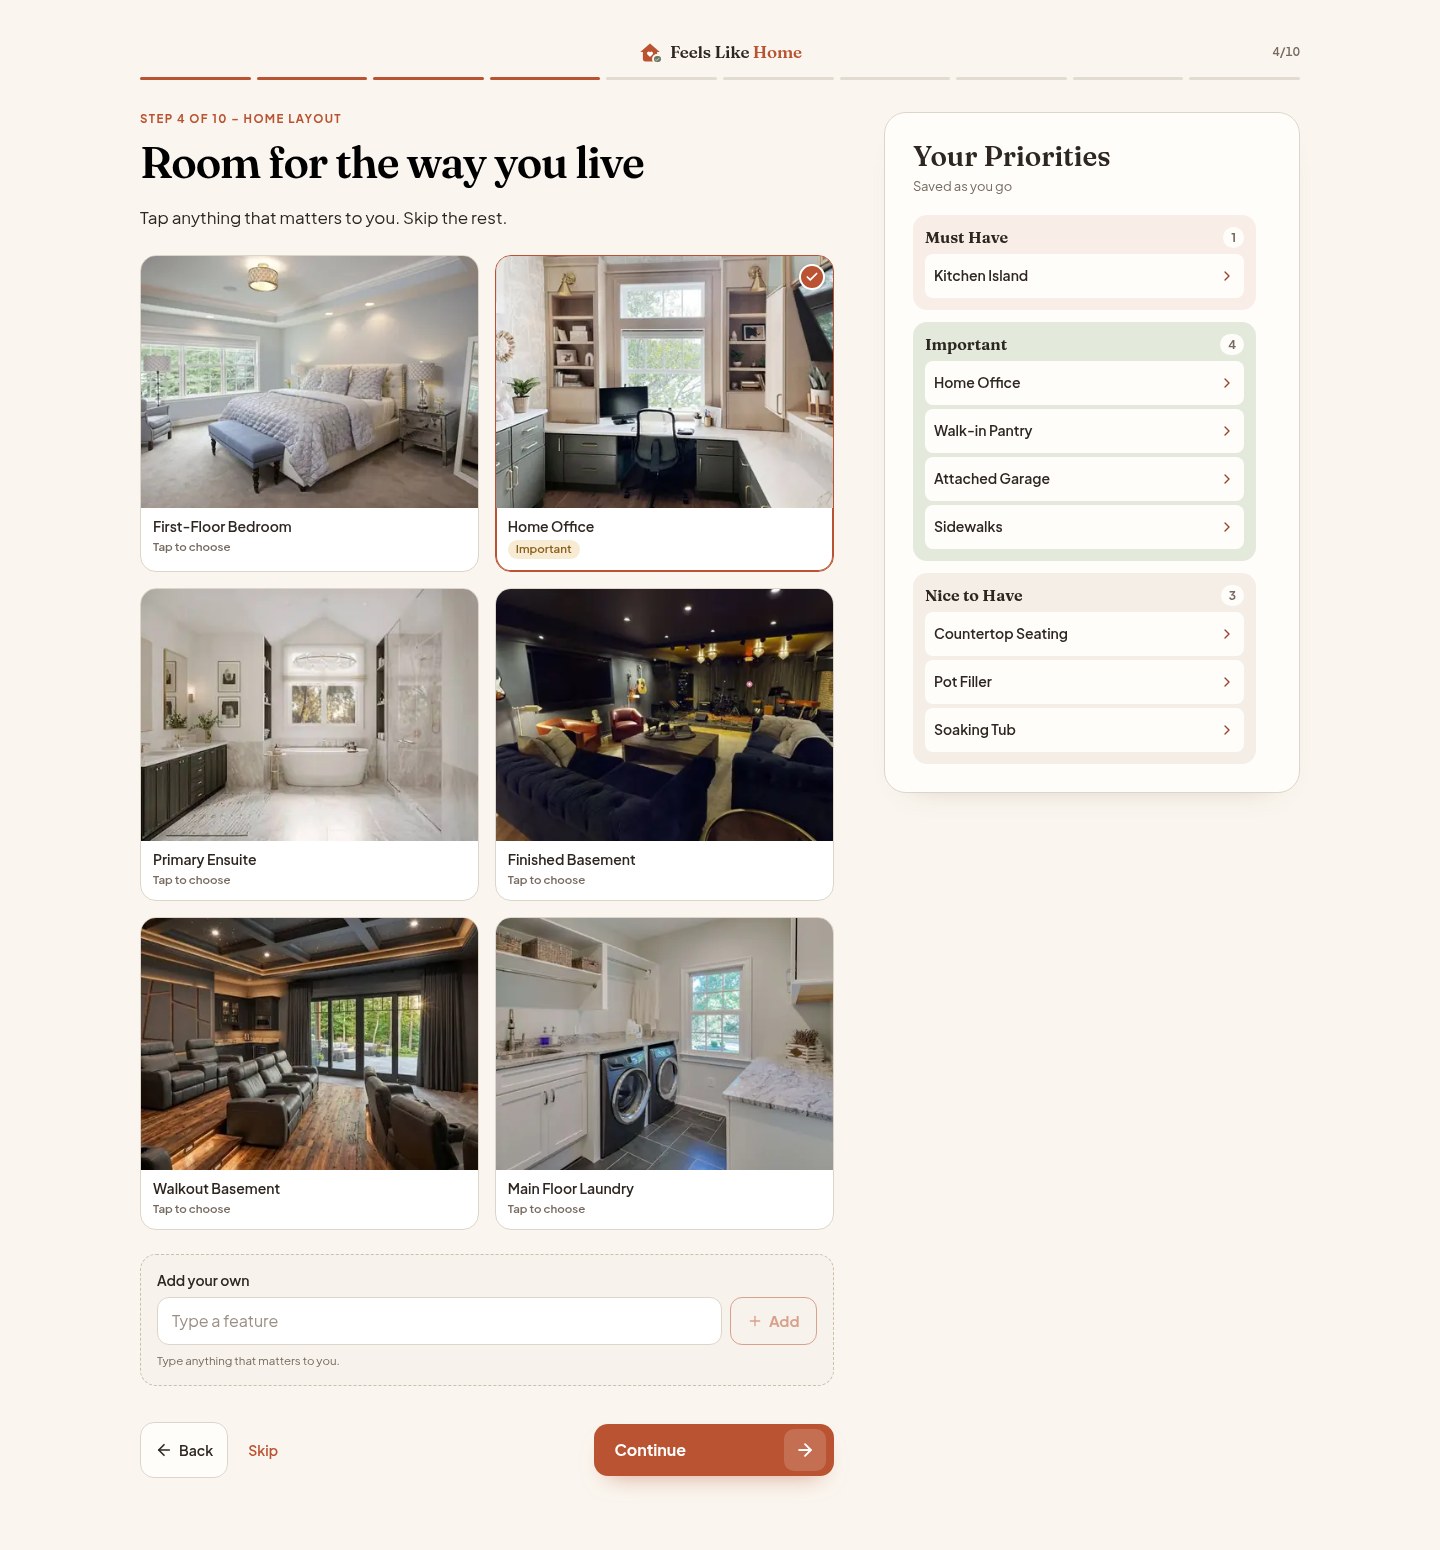 Feels Like Home
4/10
STEP 4 OF 10 – HOME LAYOUT
Room for the way you live
Tap anything that matters to you. Skip the rest.
First-Floor Bedroom
Tap to choose
Home Office
Important
Primary Ensuite
Tap to choose
Finished Basement
Tap to choose
Walkout Basement
Tap to choose
Main Floor Laundry
Tap to choose
Add your own
Type a feature
+ Add
Type anything that matters to you.
← Back
Skip
Continue →
Your Priorities
Saved as you go
Must Have
1
Kitchen Island
Important
4
Home Office
Walk-in Pantry
Attached Garage
Sidewalks
Nice to Have
3
Countertop Seating
Pot Filler
Soaking Tub